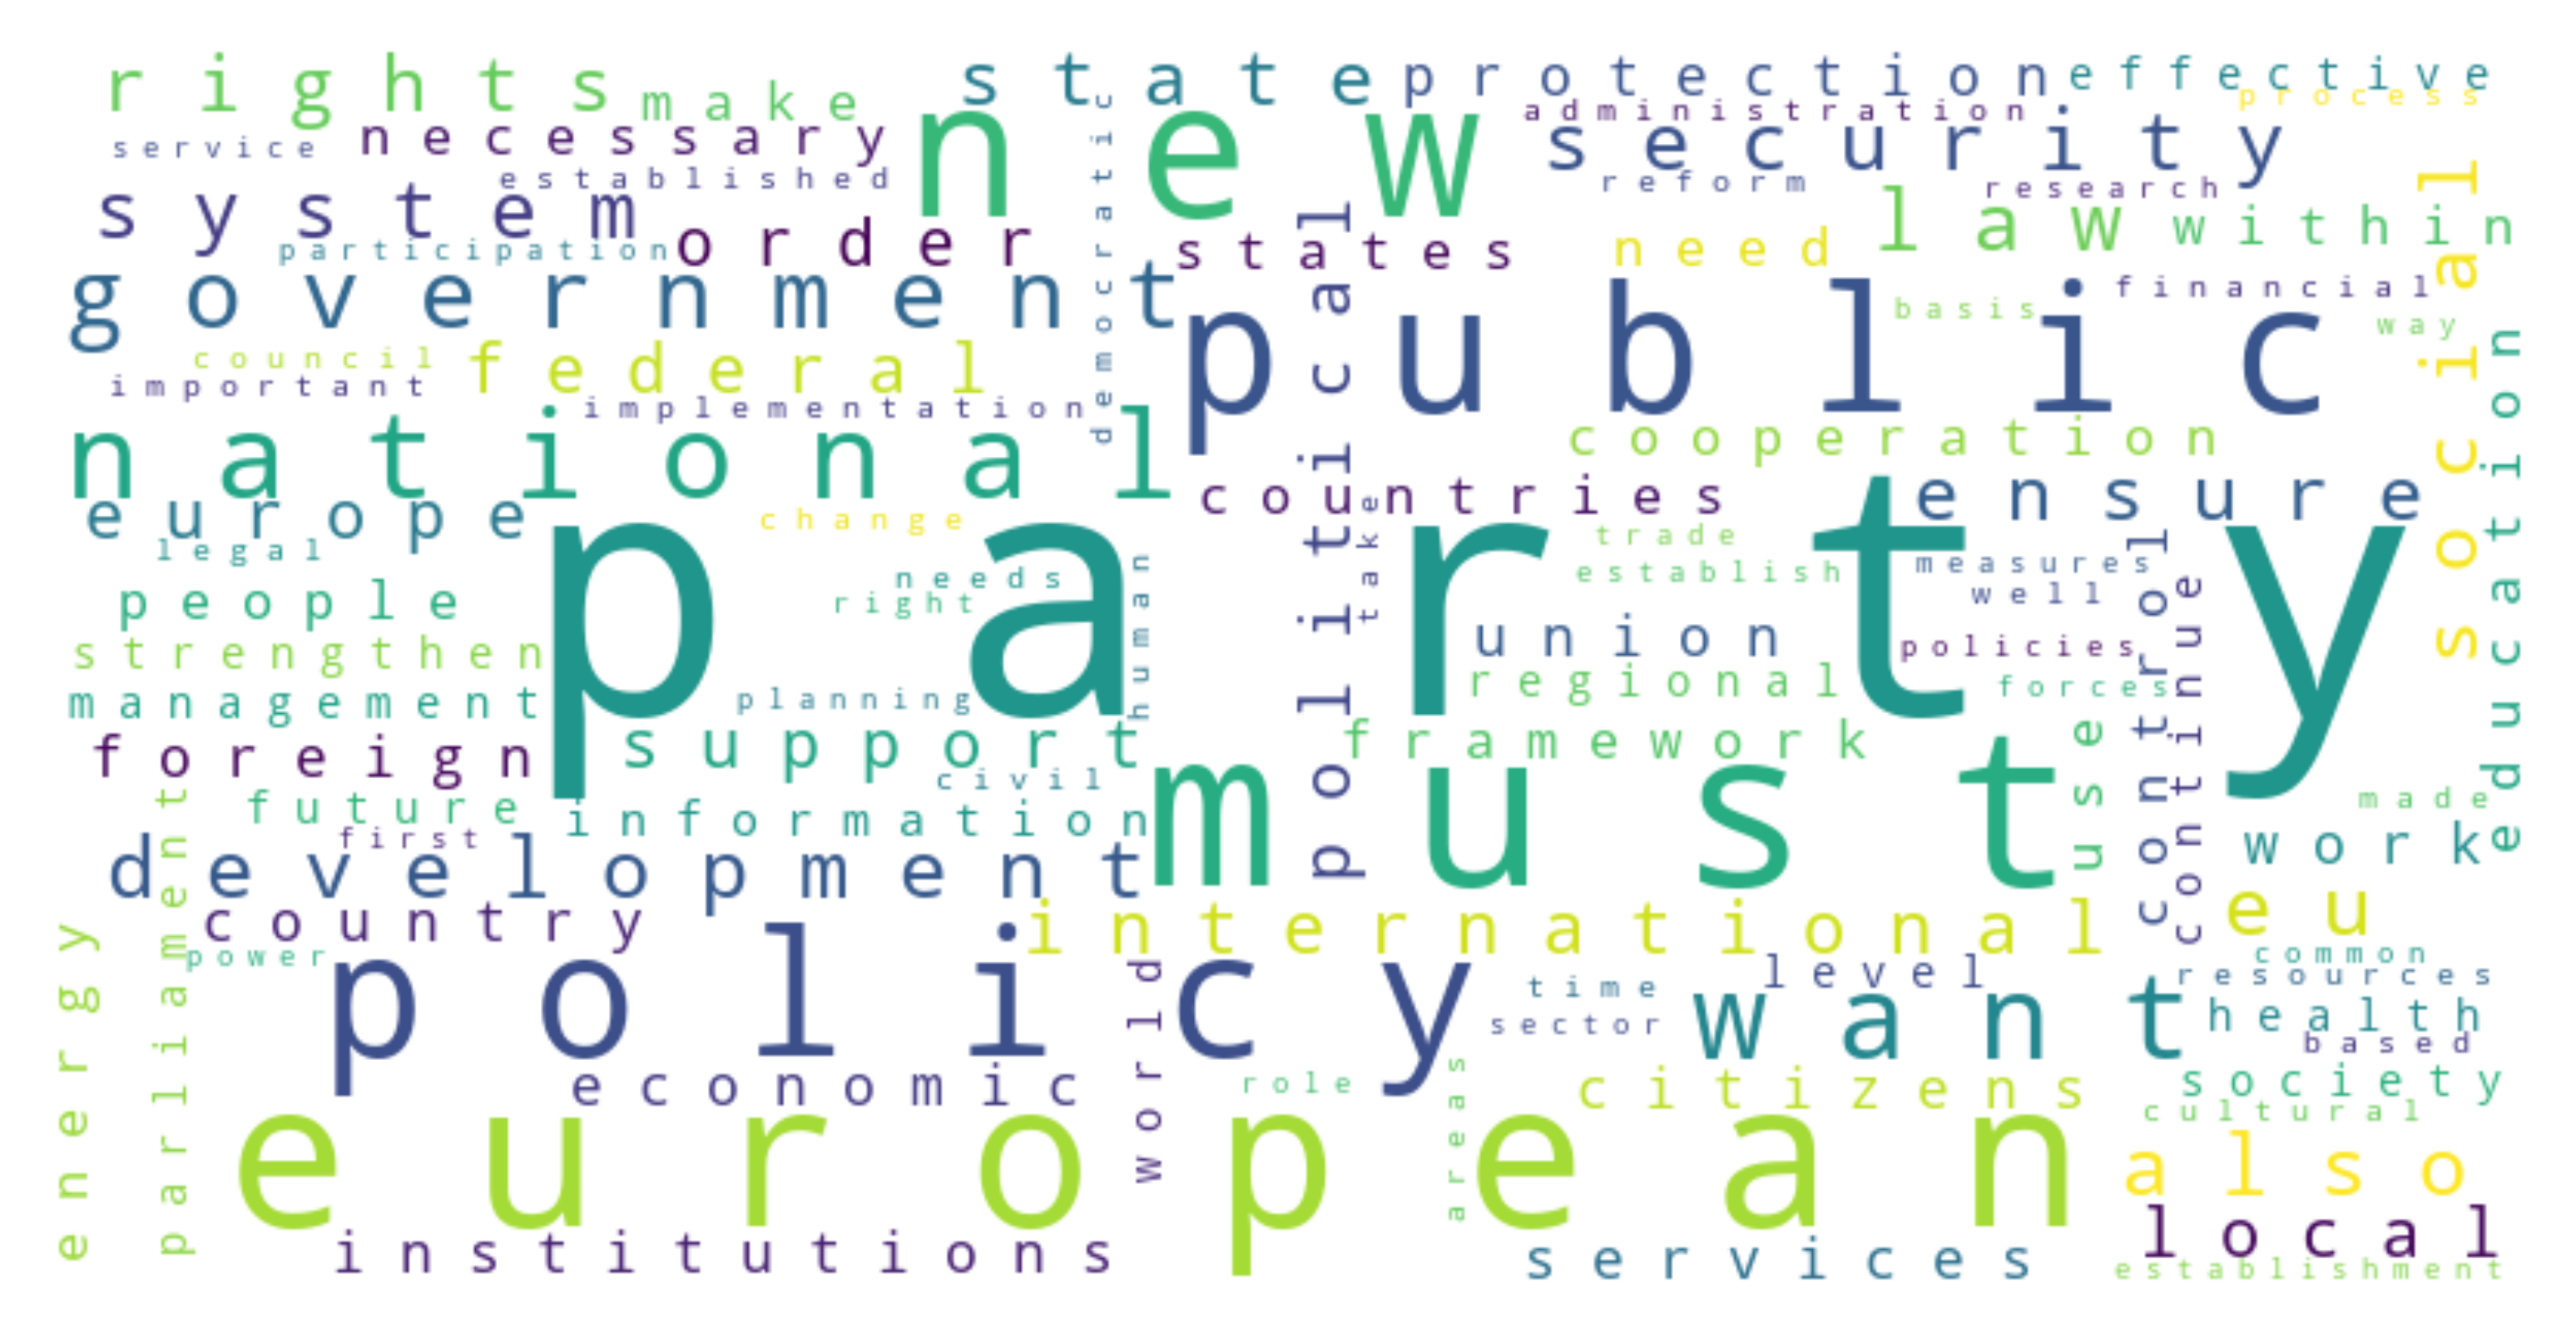 rights
make
state
protection
effective
process
service
necessary
new
administration
security
established
democratic
reform
research
social
system
participation
order
states
need
law
within
government
political
public
basis
financial
way
council
federal
important
implementation
national
cooperation
education
europe
change
countries
take
ensure
legal
party
trade
needs
human
establish
measures
people
right
well
control
continue
strengthen
union
policies
management
planning
regional
forces
foreign
support
framework
use
civil
must
future
information
made
first
work
development
parliament
country
international
eu
energy
power
policy
world
level
common
time
want
resources
sector
health
based
economic
role
areas
citizens
society
european
cultural
also
institutions
services
local
establishment